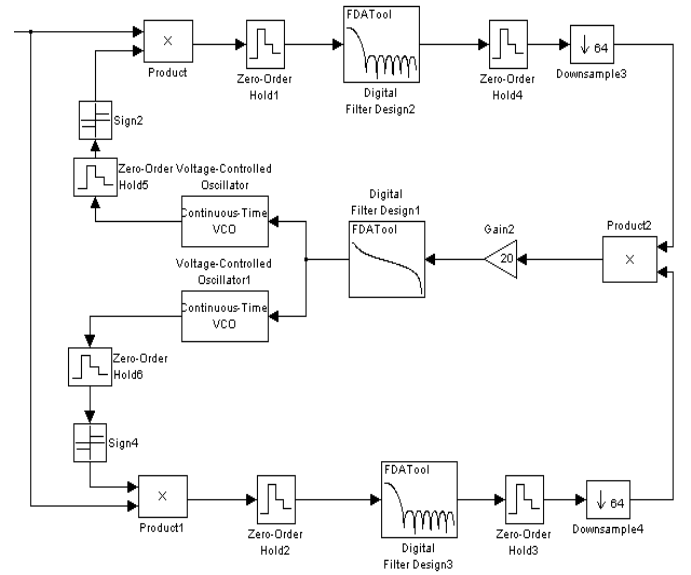 FDATool
×
64
Product
Zero-Order
Hold1
Digital
Filter Design2
Zero-Order
Hold4
Downsample3
Sign2
Zero-Order
Hold5
Voltage-Controlled
Oscillator
Continuous-Time
VCO
Digital
Filter Design1
FDATool
Gain2
20
Product2
×
Voltage-Controlled
Oscillator1
Continuous-Time
VCO
Zero-Order
Hold6
Sign4
×
Product1
Zero-Order
Hold2
FDATool
Digital
Filter Design3
Zero-Order
Hold3
64
Downsample4